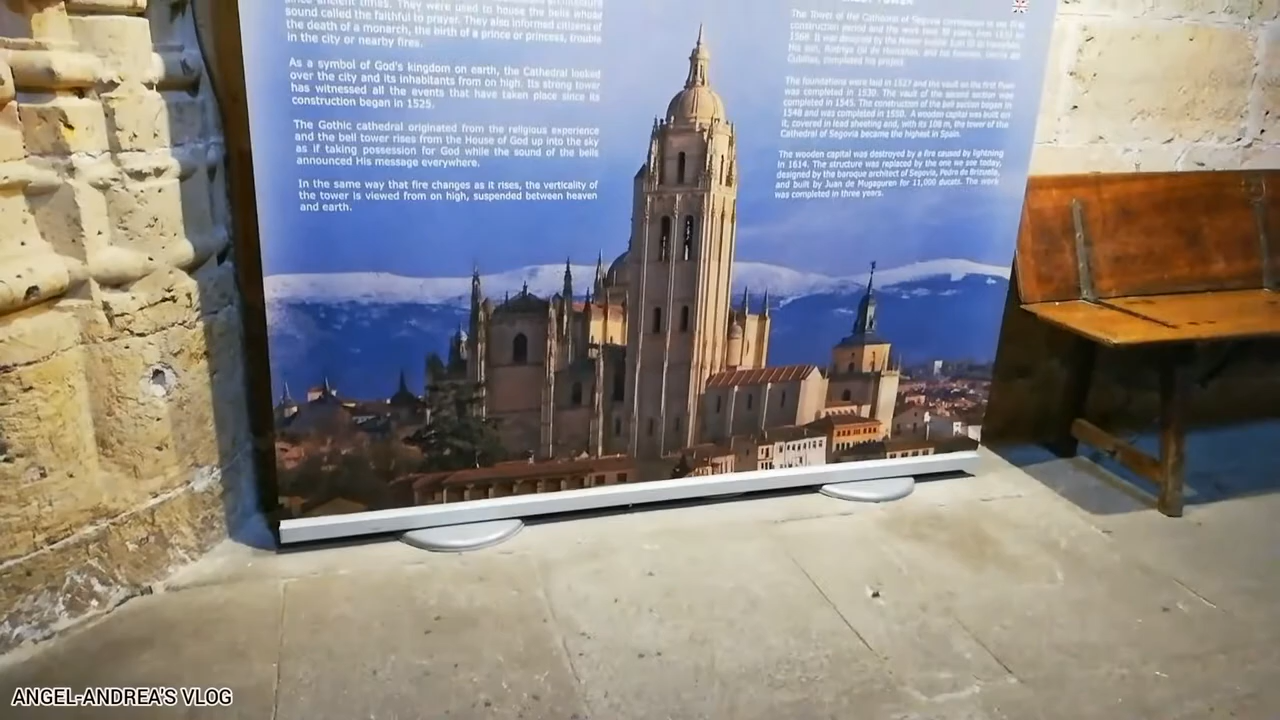 since ancient times. They were used to house the bells whose
sound called the faithful to prayer. They also informed citizens of
the death of a monarch, the birth of a prince or princess, trouble
in the city or nearby fires.
As a symbol of God's kingdom on earth, the Cathedral looked
over the city and its inhabitants from on high. Its strong tower
has witnessed all the events that have taken place since its
construction began in 1525.
The Gothic cathedral originated from the religious experience
and the bell tower rises from the House of God up into the sky
as if taking possession for God while the sound of the bells
announced His message everywhere.
In the same way that fire changes as it rises, the verticality of
the tower is viewed from on high, suspended between heaven
and earth.
The Tower of the Cathedral of Segovia
construction period and the work took
His son, Rodrigo Gil de Hontañón,
completed his project.
The foundations were laid in 1527 and the vault on the first floor
was completed in 1530. The vault of the second section was
completed in 1545. The construction of the bell section began in
1548 and was completed in 1550. A wooden capital was built on
it, covered in lead sheeting and, with its 108 m, the tower of the
Cathedral of Segovia became the highest in Spain.
The wooden capital was destroyed by a fire caused by lightning
in 1614. The structure was replaced by the one we see today,
designed by the baroque architect of Segovia, Pedro de Brizuela,
and built by Juan de Mugaguren for 11,000 ducats. The work
was completed in three years.
ANGEL-ANDREA'S VLOG